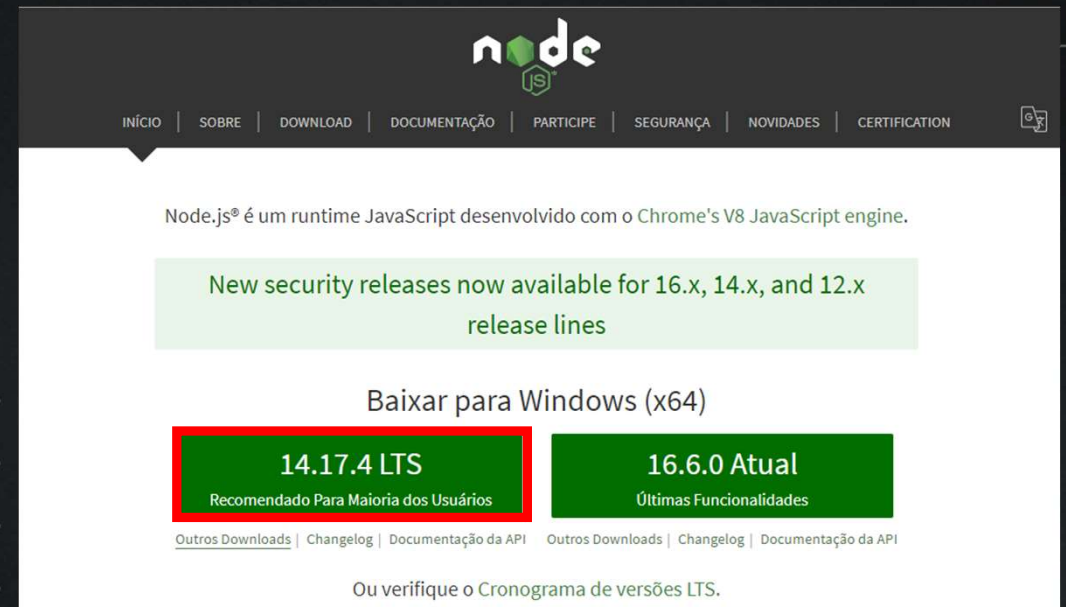 node
JS
INÍCIO | SOBRE | DOWNLOAD | DOCUMENTAÇÃO | PARTICIPE | SEGURANÇA | NOVIDADES | CERTIFICATION
Node.js® é um runtime JavaScript desenvolvido com o Chrome's V8 JavaScript engine.
New security releases now available for 16.x, 14.x, and 12.x
release lines
Baixar para Windows (x64)
14.17.4 LTS
Recomendado Para Maioria dos Usuários
16.6.0 Atual
Últimas Funcionalidades
Outros Downloads | Changelog | Documentação da API
Outros Downloads | Changelog | Documentação da API
Ou verifique o Cronograma de versões LTS.